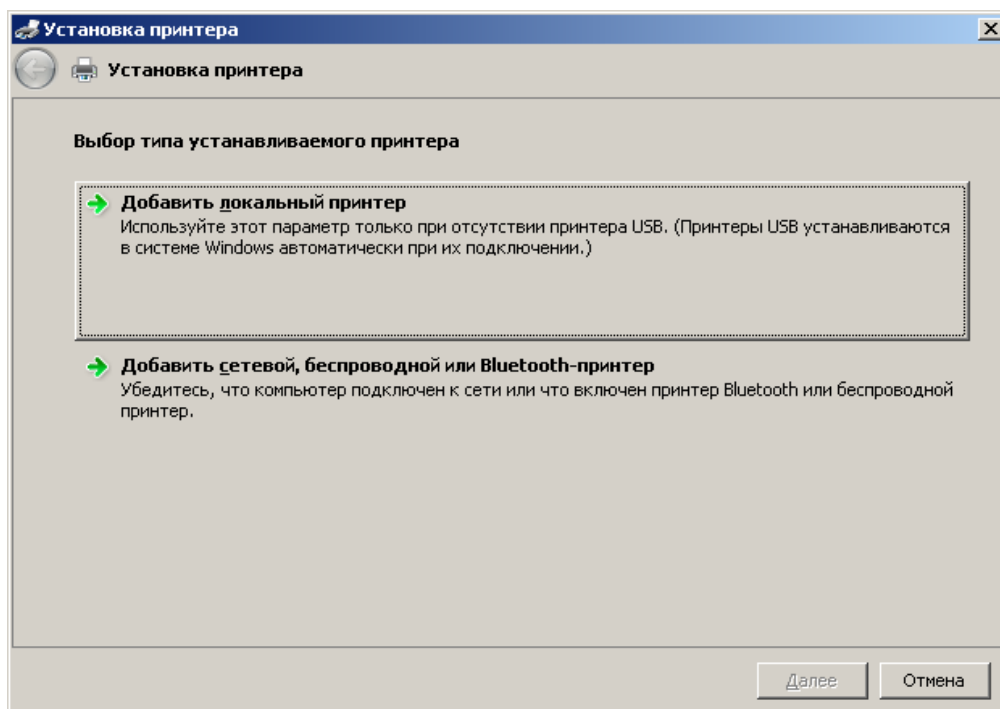 Установка принтера
Установка принтера
Выбор типа устанавливаемого принтера
Добавить локальный принтер
Используйте этот параметр только при отсутствии принтера USB. (Принтеры USB устанавливаются
в системе Windows автоматически при их подключении.)
Добавить сетевой, беспроводной или Bluetooth-принтер
Убедитесь, что компьютер подключен к сети или что включен принтер Bluetooth или беспроводной
принтер.
Далее
Отмена